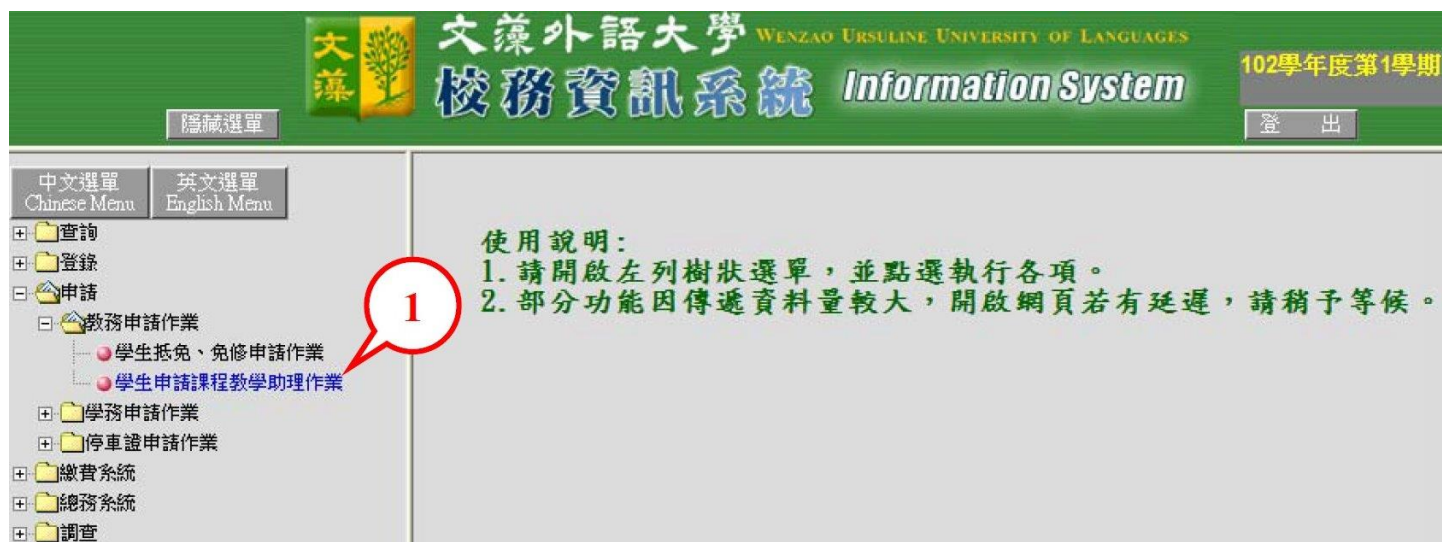 文藻
文藻外語大學 WENZAO URSULINE UNIVERSITY OF LANGUAGES
校務資訊系統 Information System
102學年度第1學期
隱藏選單
登 出
中文選單
Chinese Menu
英文選單
English Menu
查詢
登錄
申請
教務申請作業
學生抵免、免修申請作業
學生申請課程教學助理作業
學務申請作業
停車證申請作業
繳費系統
總務系統
調查
1
使用說明:
1.請開啟左列樹狀選單，並點選執行各項。
2.部分功能因傳遞資料量較大，開啟網頁若有延遲，請稍予等候。